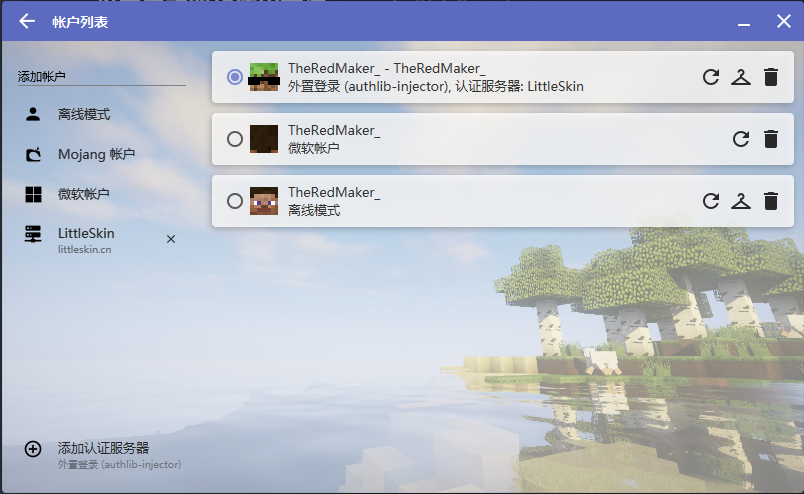 帐户列表
添加帐户
离线模式
Mojang 帐户
微软帐户
LittleSkin
littleskin.cn
添加认证服务器
外置登录 (authlib-injector)
TheRedMaker_ - TheRedMaker_
外置登录 (authlib-injector), 认证服务器: LittleSkin
TheRedMaker_
微软帐户
TheRedMaker_
离线模式